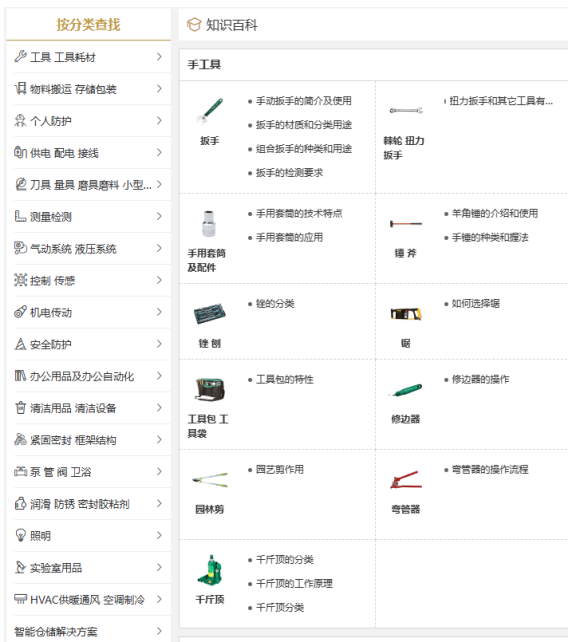 按分类查找
工具 工具耗材
物料搬运 存储包装
个人防护
供电 配电 接线
刀具 量具 磨具磨料 小型...
测量检测
气动系统 液压系统
控制 传感
机电传动
安全防护
办公用品及办公自动化
清洁用品 清洁设备
紧固密封 框架结构
泵 管 阀 卫浴
润滑 防锈 密封胶粘剂
照明
实验室用品
HVAC供暖通风 空调制冷
智能仓储解决方案
知识百科
手工具
扳手
手动扳手的简介及使用
扳手的材质和分类用途
组合扳手的种类和用途
扳手的检测要求
棘轮 扭力
扳手
扭力扳手和其它工具有...
手用套筒
及配件
手用套筒的技术特点
手用套筒的应用
锤 斧
羊角锤的介绍和使用
手锤的种类和握法
锉 刨
锉的分类
锯
如何选择锯
工具包 工
具袋
工具包的特性
修边器
修边器的操作
园林剪
园艺剪作用
弯管器
弯管器的操作流程
千斤顶
千斤顶的分类
千斤顶的工作原理
千斤顶分类